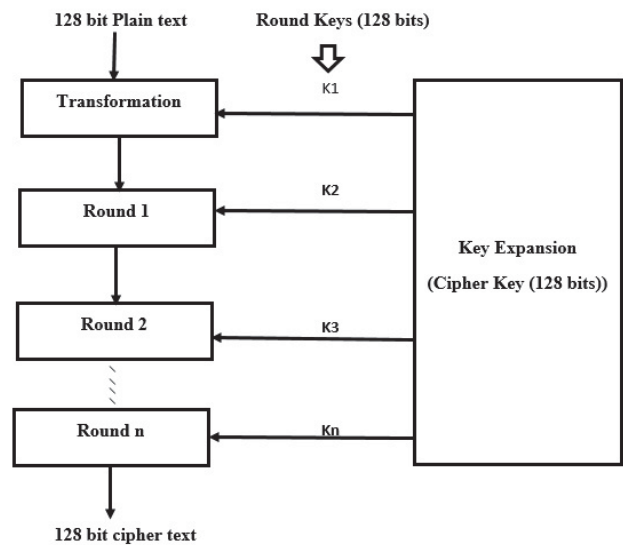 128 bit Plain text
Round Keys (128 bits)
Transformation
K1
Round 1
K2
Key Expansion
(Cipher Key (128 bits))
Round 2
K3
Round n
Kn
128 bit cipher text